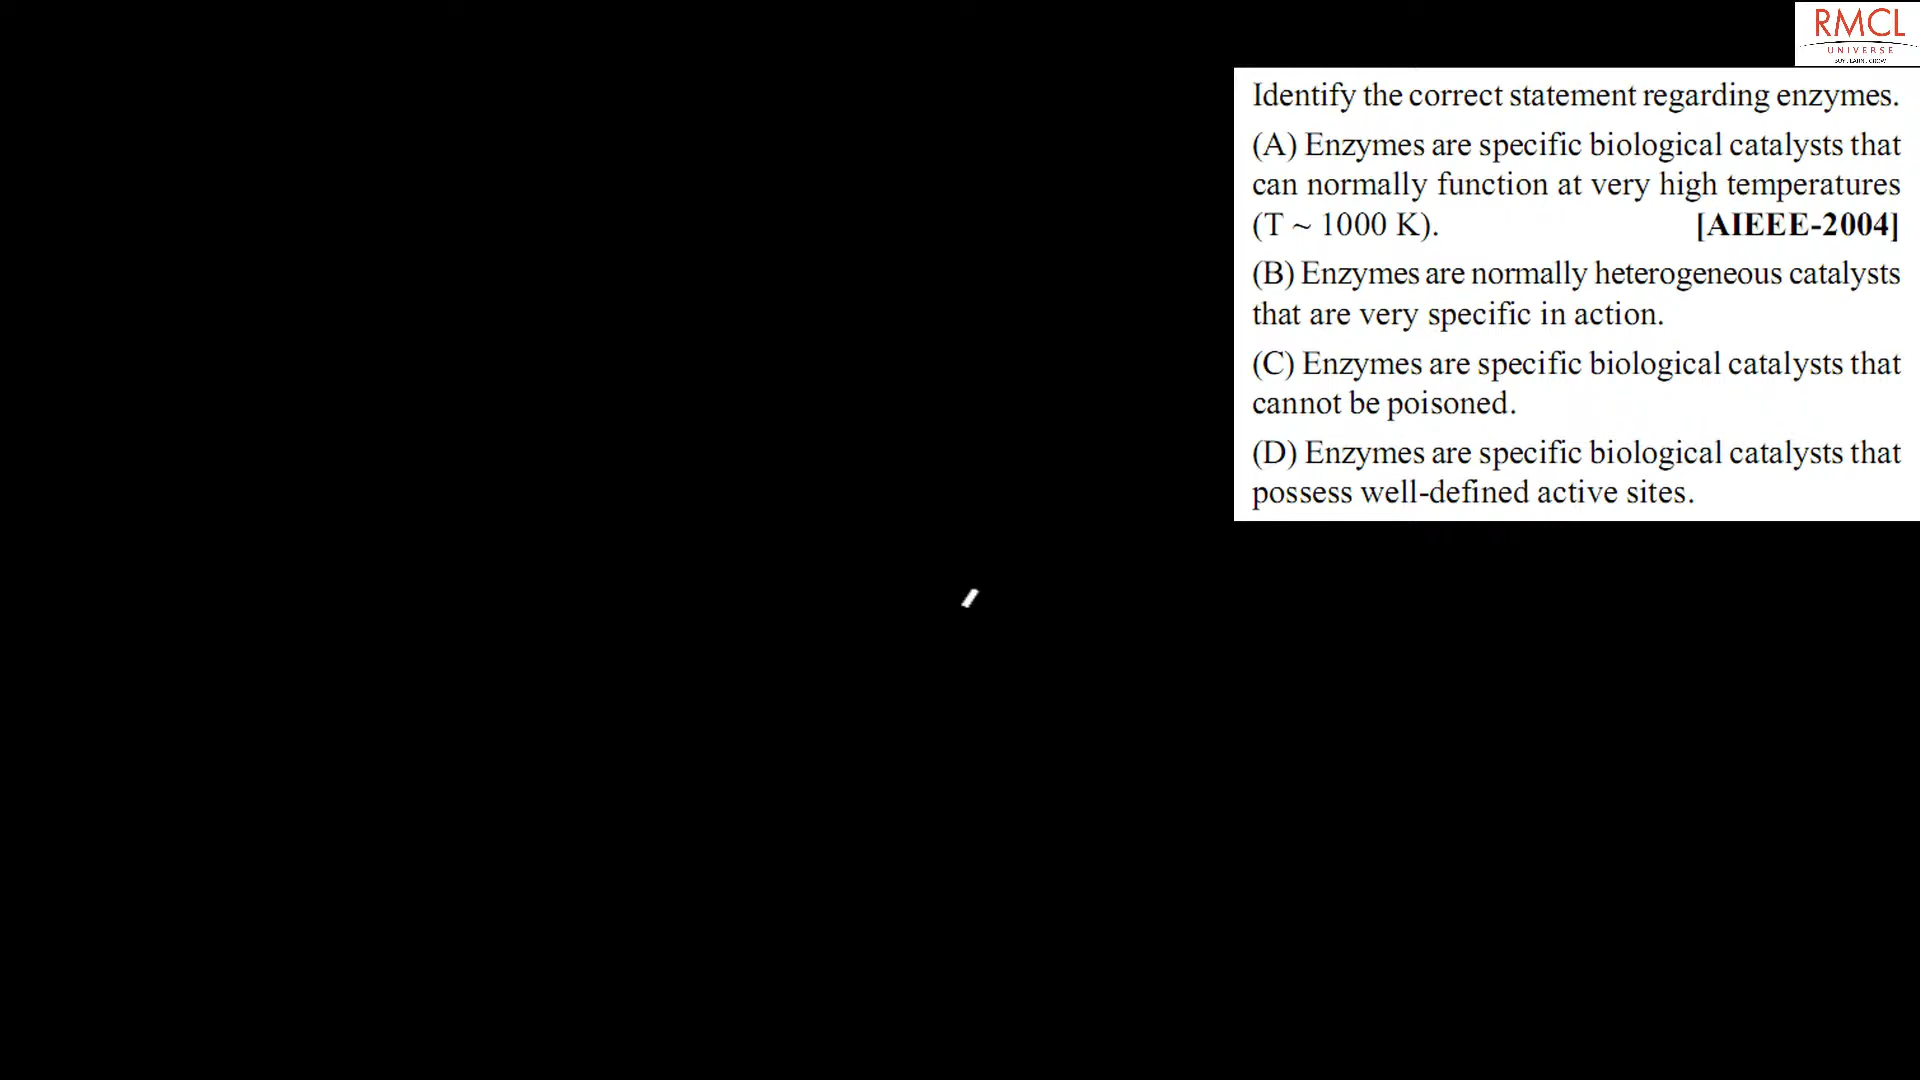 RMCL
UNIVERSE
Identify the correct statement regarding enzymes.
(A) Enzymes are specific biological catalysts that
can normally function at very high temperatures
(T ~ 1000 K). [AIEEE-2004]
(B) Enzymes are normally heterogeneous catalysts
that are very specific in action.
(C) Enzymes are specific biological catalysts that
cannot be poisoned.
(D) Enzymes are specific biological catalysts that
possess well-defined active sites.